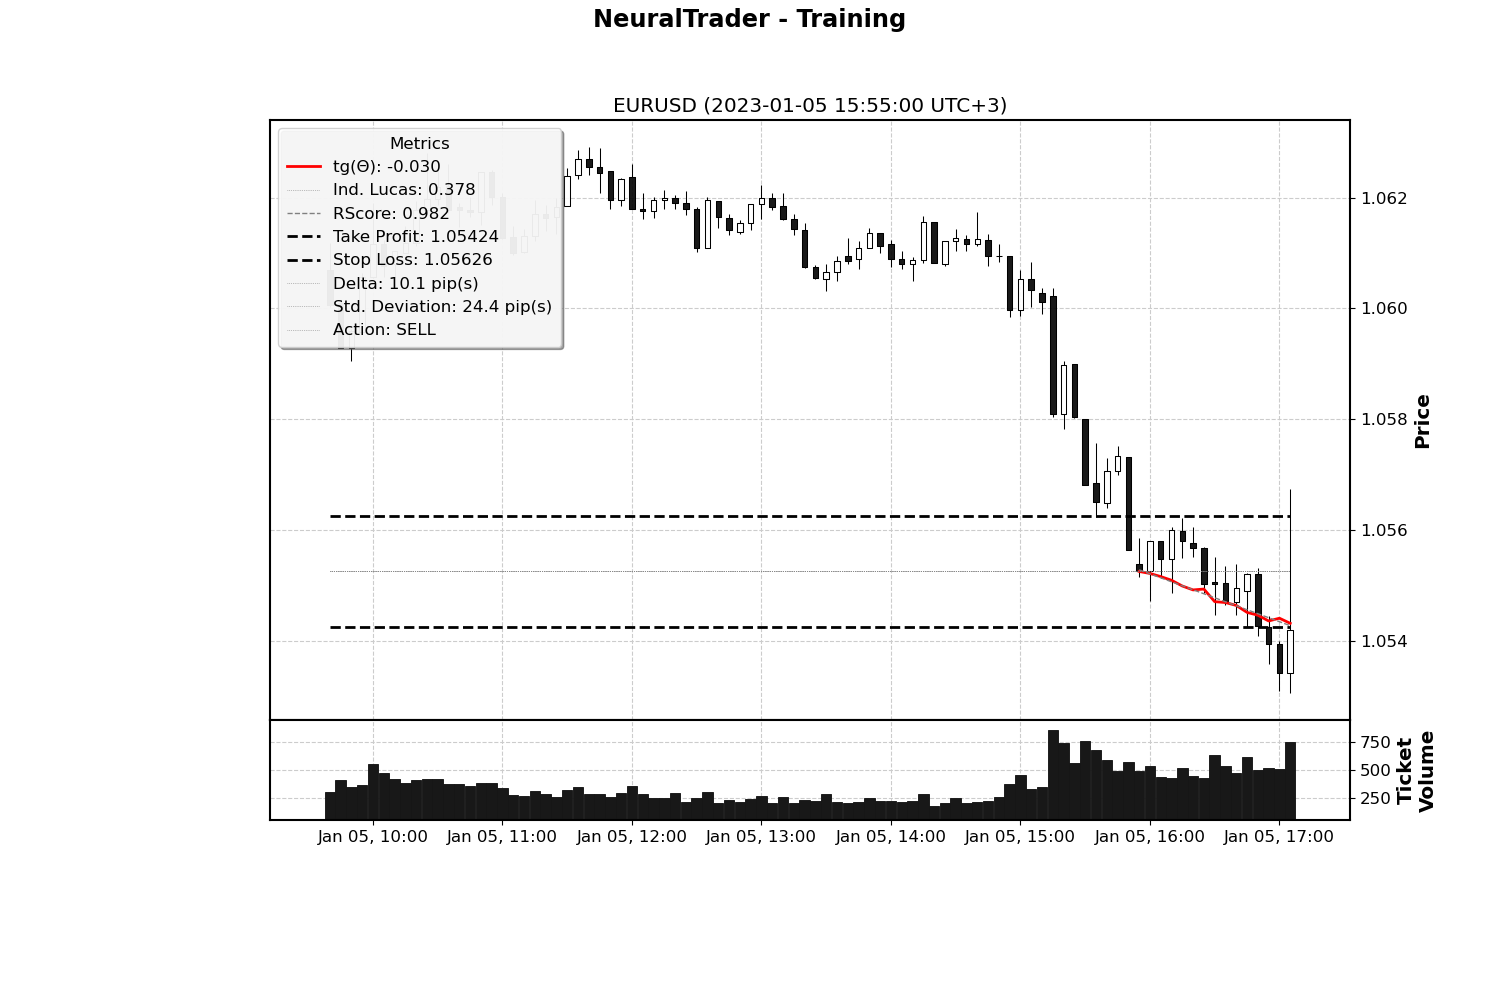 NeuralTrader - Training
EURUSD (2023-01-05 15:55:00 UTC+3)
Metrics
tg(Θ): -0.030
Ind. Lucas: 0.378
RScore: 0.982
Take Profit: 1.05424
Stop Loss: 1.05626
Delta: 10.1 pip(s)
Std. Deviation: 24.4 pip(s)
Action: SELL
1.062
1.060
1.058
1.056
1.054
Price
750
500
250
Ticket
Volume
Jan 05, 10:00 Jan 05, 11:00 Jan 05, 12:00 Jan 05, 13:00 Jan 05, 14:00 Jan 05, 15:00 Jan 05, 16:00 Jan 05, 17:00